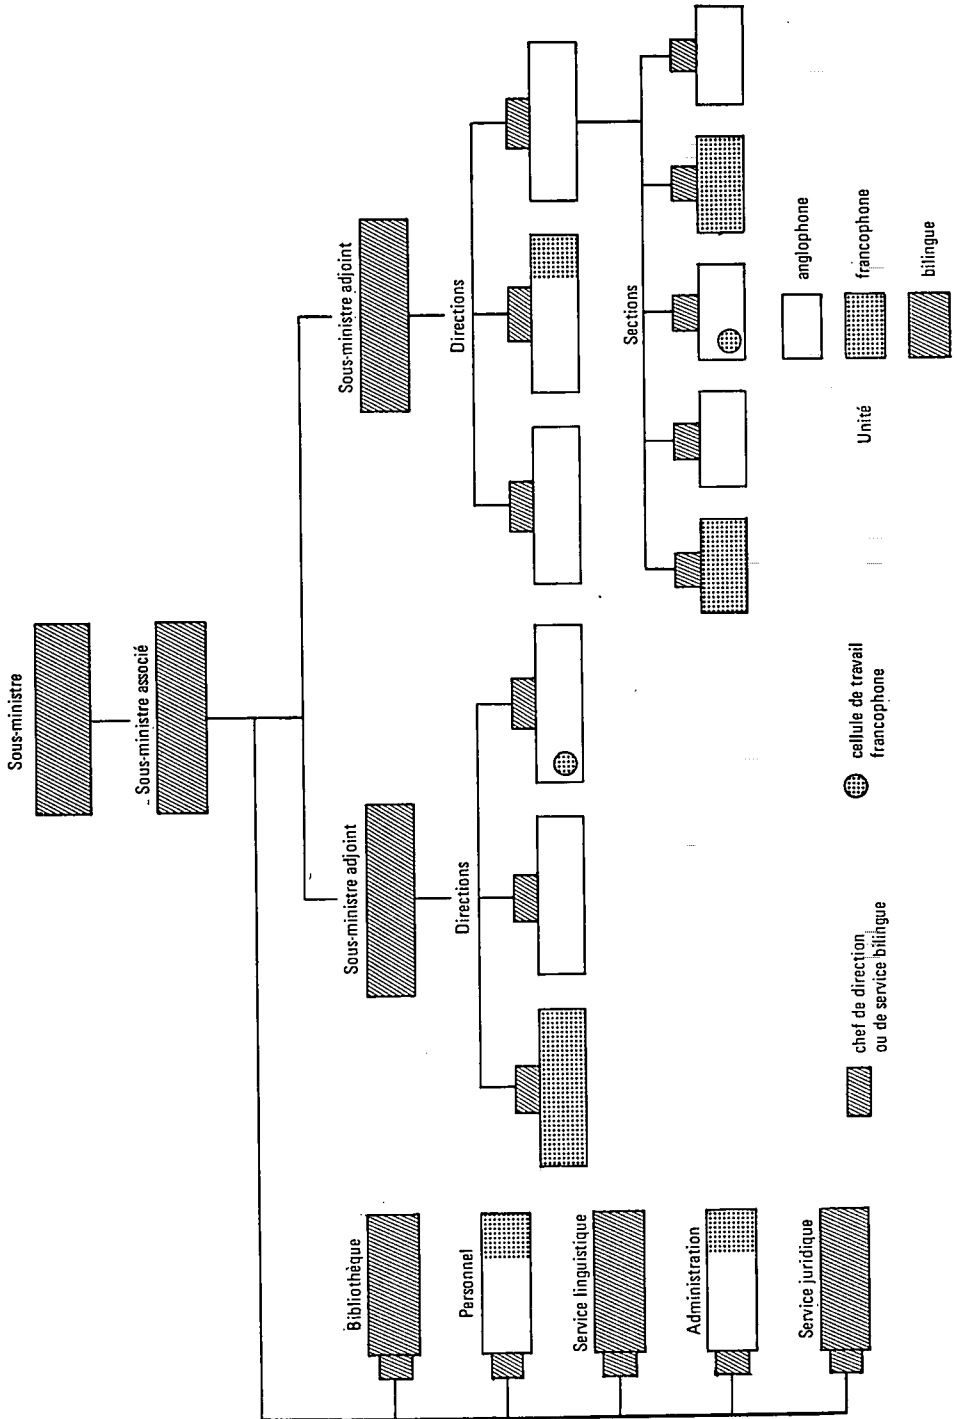 Sous-ministre
Sous-ministre associé
Sous-ministre adjoint
Sous-ministre adjoint
Directions
Directions
Sections
Bibliothèque
Personnel
Service linguistique
Administration
Service juridique
chef de direction
ou de service bilingue
cellule de travail
francophone
Unité
anglophone
francophone
bilingue